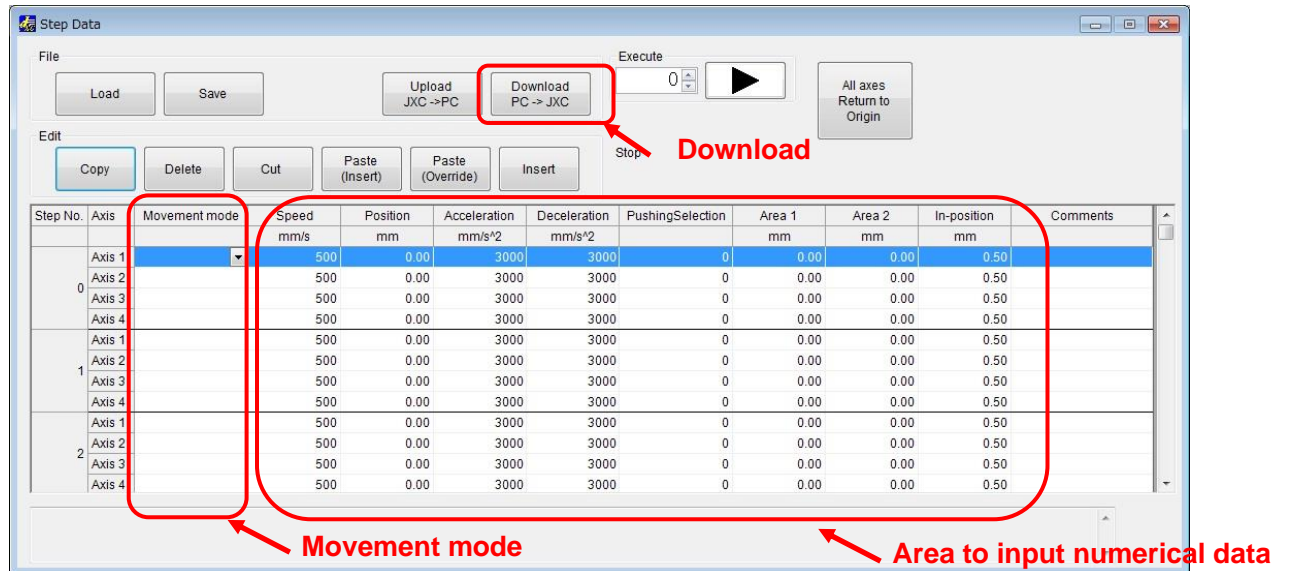 Step Data
File
Execute
Load Save Upload JXC ->PC Download PC -> JXC 0 All axes Return to Origin
Download
Edit
Stop
Copy Delete Cut Paste (Insert) Paste (Override) Insert
Step No. Axis Movement mode Speed Position Acceleration Deceleration PushingSelection Area 1 Area 2 In-position Comments
mm/s mm mm/s^2 mm/s^2 mm mm mm
0
Axis 1 500 0.00 3000 3000 0 0.00 0.00 0.50
Axis 2 500 0.00 3000 3000 0 0.00 0.00 0.50
Axis 3 500 0.00 3000 3000 0 0.00 0.00 0.50
Axis 4 500 0.00 3000 3000 0 0.00 0.00 0.50
1
Axis 1 500 0.00 3000 3000 0 0.00 0.00 0.50
Axis 2 500 0.00 3000 3000 0 0.00 0.00 0.50
Axis 3 500 0.00 3000 3000 0 0.00 0.00 0.50
Axis 4 500 0.00 3000 3000 0 0.00 0.00 0.50
2
Axis 1 500 0.00 3000 3000 0 0.00 0.00 0.50
Axis 2 500 0.00 3000 3000 0 0.00 0.00 0.50
Axis 3 500 0.00 3000 3000 0 0.00 0.00 0.50
Axis 4 500 0.00 3000 3000 0 0.00 0.00 0.50
Movement mode
Area to input numerical data